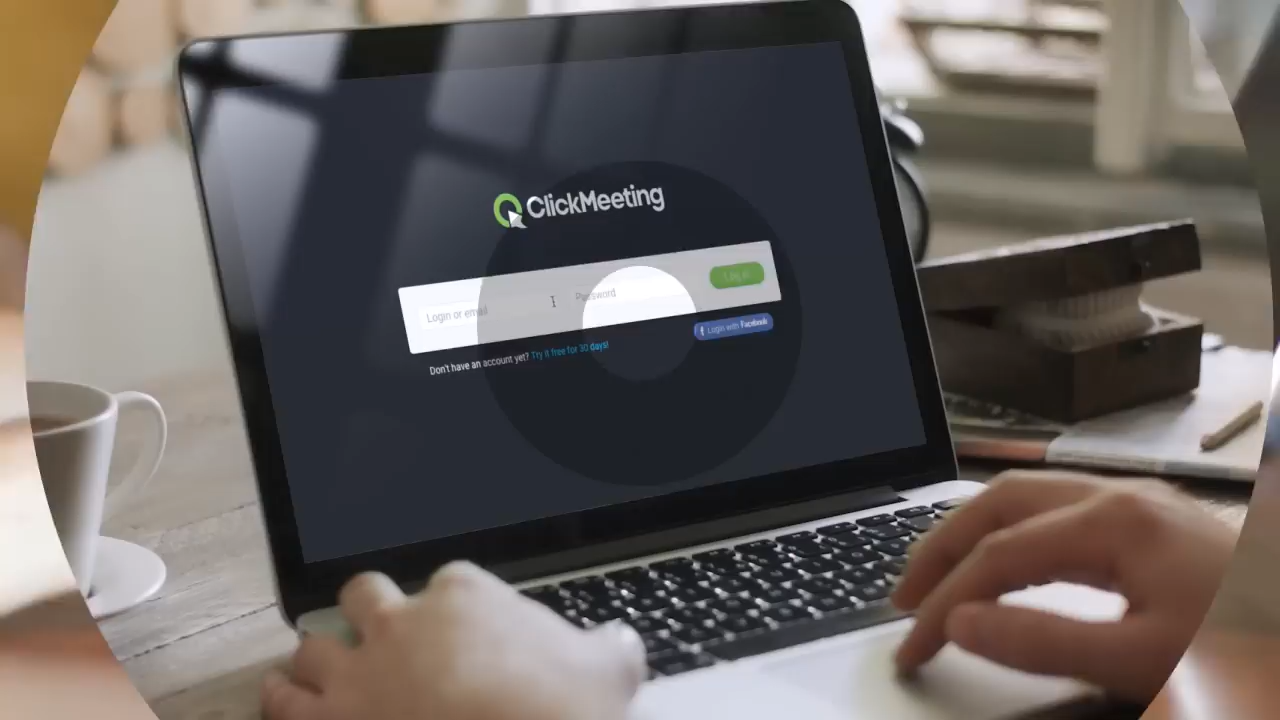 ClickMeeting
Login or email
Password
Log in
Login with Facebook
Don't have an account yet? Try it free for 30 days!